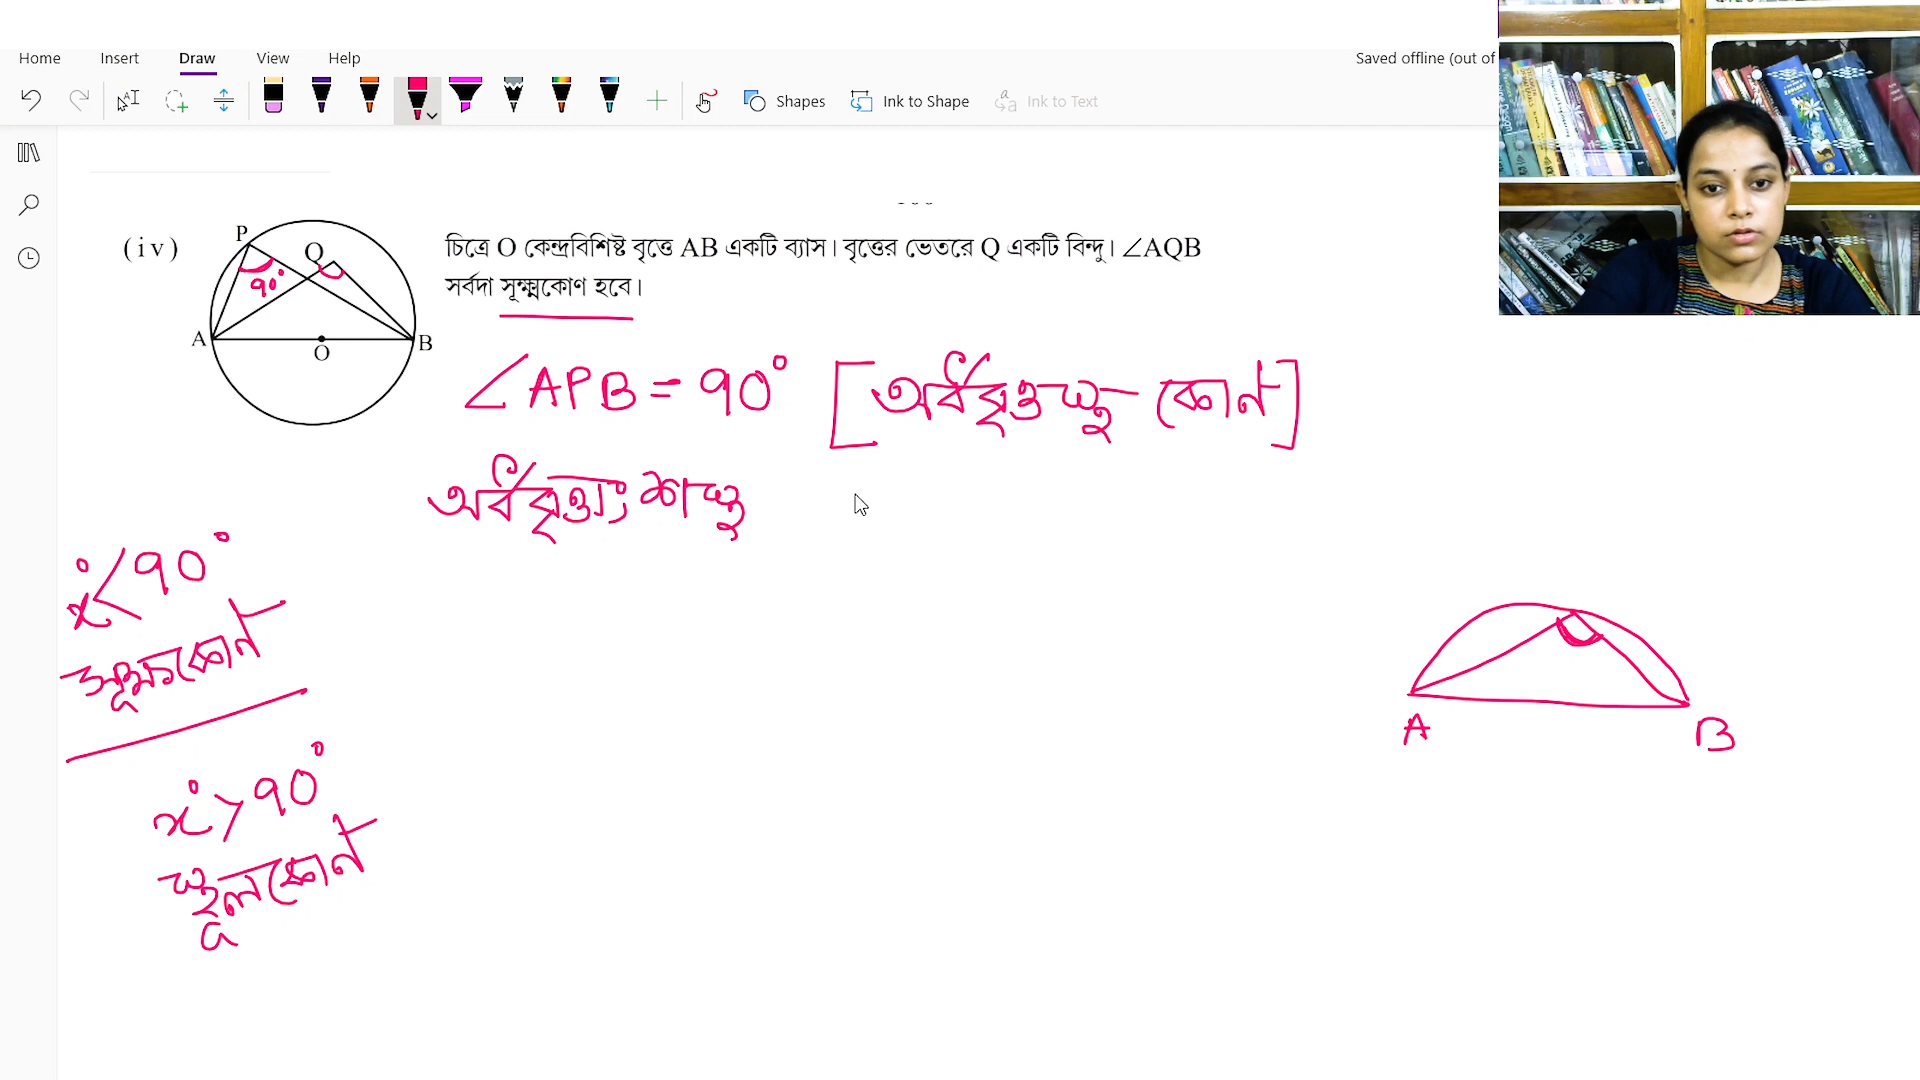 Home Insert Draw View Help
Saved offline (out of
Shapes Ink to Shape Ink to Text
(iv)
P
Q
90°
A
O
B
চিত্রে O কেন্দ্রবিশিষ্ট বৃত্তে AB একটি ব্যাস। বৃত্তের ভেতরে Q একটি বিন্দু। ∠AQB
সর্বদা সূক্ষ্মকোণ হবে।
∠APB = 90° [অর্ধবৃত্তস্থ কোণ]
অর্ধবৃত্তাংশস্থ
x° < 90°
সূক্ষ্মকোণ
x° > 90°
স্থূলকোণ
A
B